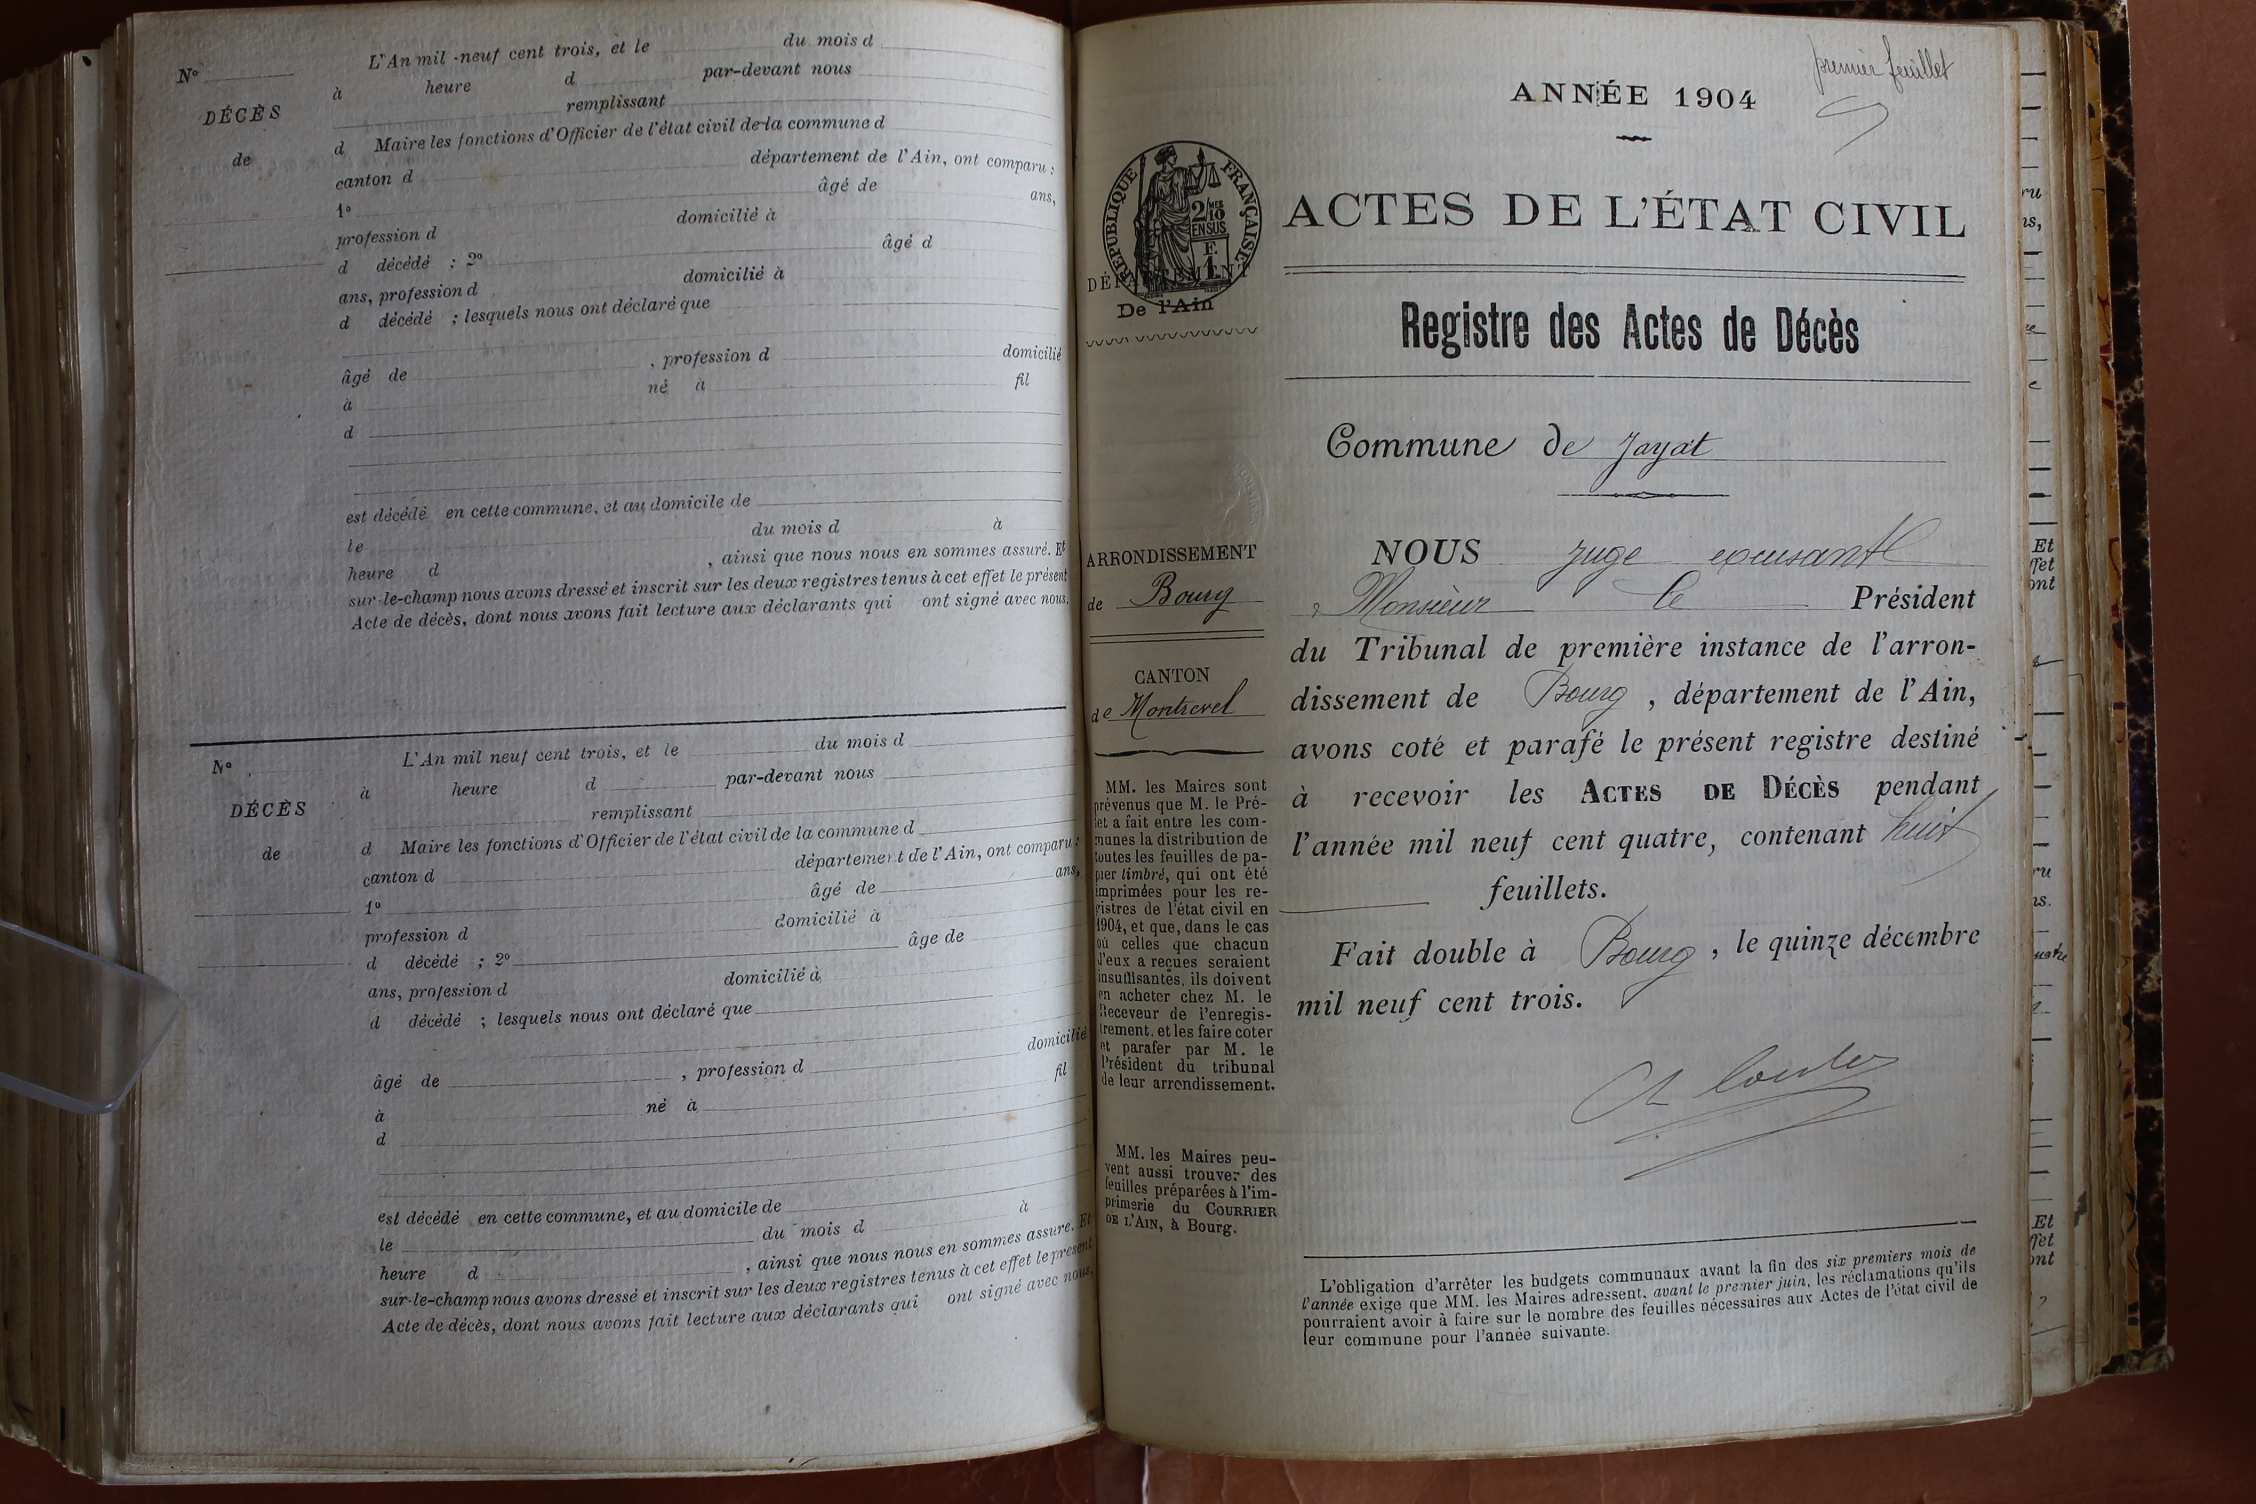 L'An mil neuf cent trois, et le du mois d
N° à heure d par-devant nous
DÉCÈS remplissant
de d Maire les fonctions d'Officier de l'état civil de la commune d
canton d département de l'Ain, ont comparu :
1° âgé de ans,
profession d domicilié à
d décédé ; 2° âgé d
ans, profession d domicilié à
d décédé ; lesquels nous ont déclaré que
âgé de , profession d domicilié
à né à fil
d
est décédé en cette commune, et au domicile de
le du mois d à
heure d , ainsi que nous nous en sommes assuré. Et
sur-le-champ nous avons dressé et inscrit sur les deux registres tenus à cet effet le présent
Acte de décès, dont nous avons fait lecture aux déclarants qui ont signé avec nous.
N° L'An mil neuf cent trois, et le du mois d
à heure d par-devant nous
DÉCÈS remplissant
de d Maire les fonctions d'Officier de l'état civil de la commune d
canton d département de l'Ain, ont comparu :
1° âgé de ans,
profession d domicilié à
d décédé ; 2° âge de
ans, profession d domicilié à
d décédé ; lesquels nous ont déclaré que
âgé de , profession d domicilié
à né à fil
d
est décédé en cette commune, et au domicile de
le du mois d à
heure d , ainsi que nous nous en sommes assure. Et
sur-le-champ nous avons dressé et inscrit sur les deux registres tenus à cet effet le présent
Acte de décès, dont nous avons fait lecture aux déclarants qui ont signé avec nous.
premier feuillet
ANNÉE 1904
RÉPUBLIQUE FRANÇAISE
2/10 MES
EN SUS
E
1
DÉPARTEMENT
De l'Ain
ARRONDISSEMENT
de Bourg
CANTON
de Montrevel
MM. les Maires sont
prévenus que M. le Pré-
fet a fait entre les com-
munes la distribution de
toutes les feuilles de pa-
pier timbré, qui ont été
imprimées pour les re-
gistres de l'état civil en
1904, et que, dans le cas
où celles que chacun
d'eux a reçues seraient
insuffisantes, ils doivent
en acheter chez M. le
Receveur de l'enregis-
trement, et les faire coter
et parafer par M. le
Président du tribunal
de leur arrondissement.
MM. les Maires peu-
vent aussi trouver des
feuilles préparées à l'im-
primerie du COURRIER
DE L'AIN, à Bourg.
ACTES DE L'ÉTAT CIVIL
Registre des Actes de Décès
Commune de Jayat
NOUS Juge
Monsieur le Président
du Tribunal de première instance de l'arron-
dissement de Bourg , département de l'Ain,
avons coté et parafé le présent registre destiné
à recevoir les ACTES DE DÉCÈS pendant
l'année mil neuf cent quatre, contenant huit
feuillets.
Fait double à Bourg , le quinze décembre
mil neuf cent trois.
L'obligation d'arrêter les budgets communaux avant la fin des six premiers mois de
l'année exige que MM. les Maires adressent, avant le premier juin, les réclamations qu'ils
pourraient avoir à faire sur le nombre des feuilles nécessaires aux Actes de l'état civil de
leur commune pour l'année suivante.